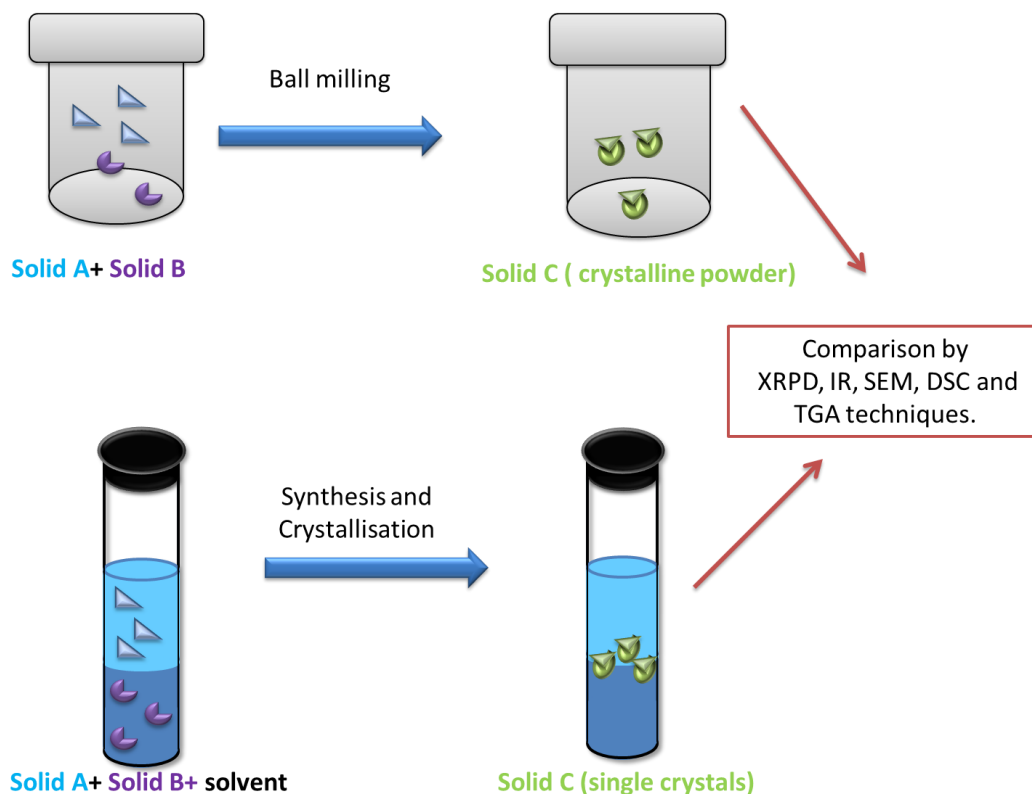 Ball milling
Solid A+ Solid B
Solid C ( crystalline powder)
Comparison by
XRPD, IR, SEM, DSC and
TGA techniques.
Synthesis and
Crystallisation
Solid A+ Solid B+ solvent
Solid C (single crystals)